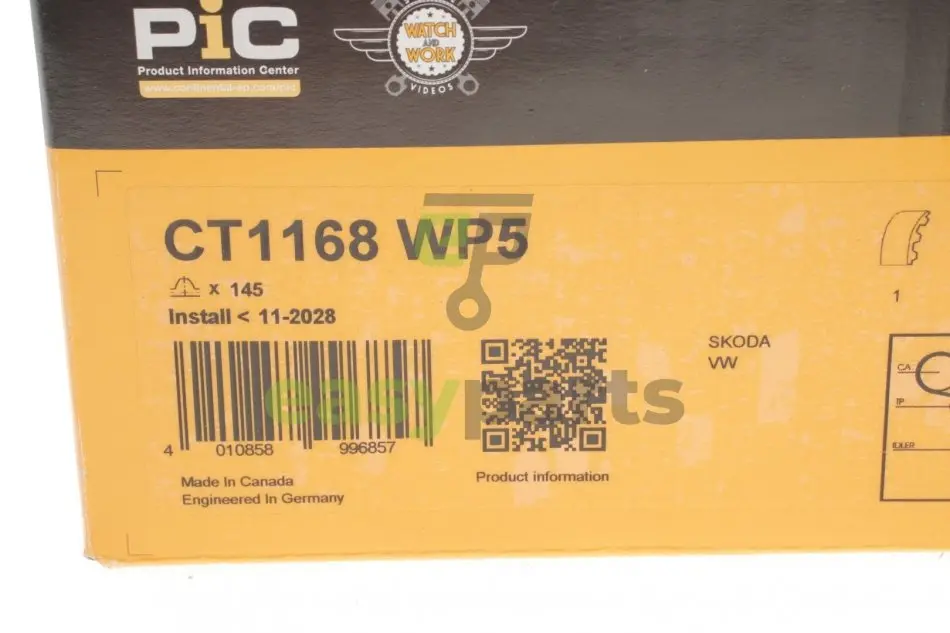 PiC
Product Information Center
WATCH
AND
WORK
VIDEOS
CT1168 WP5
x 145
Install < 11-2028
SKODA
VW
1
CA
IP
IDLER
easyparts
4 010858 996857
Made In Canada
Engineered In Germany
Product information